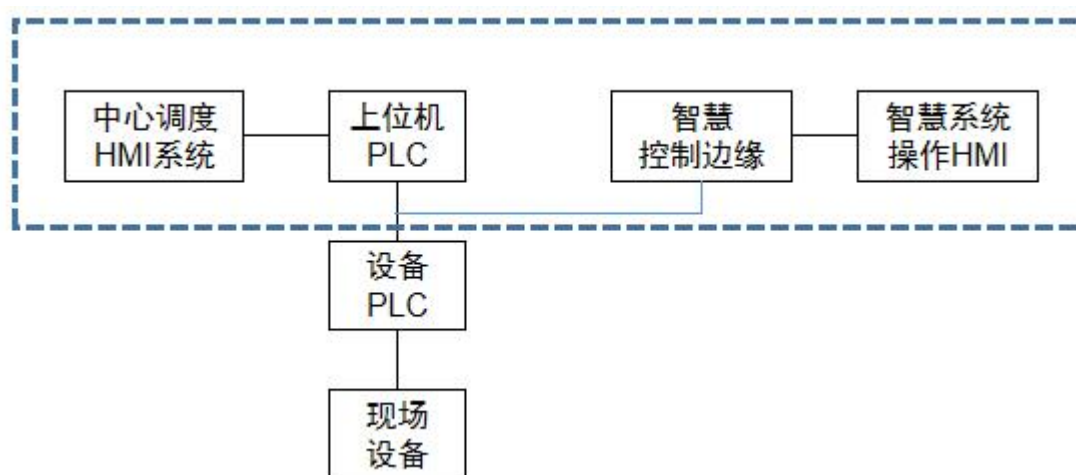 中心调度
HMI系统
上位机
PLC
智慧
控制边缘
智慧系统
操作HMI
设备
PLC
现场
设备